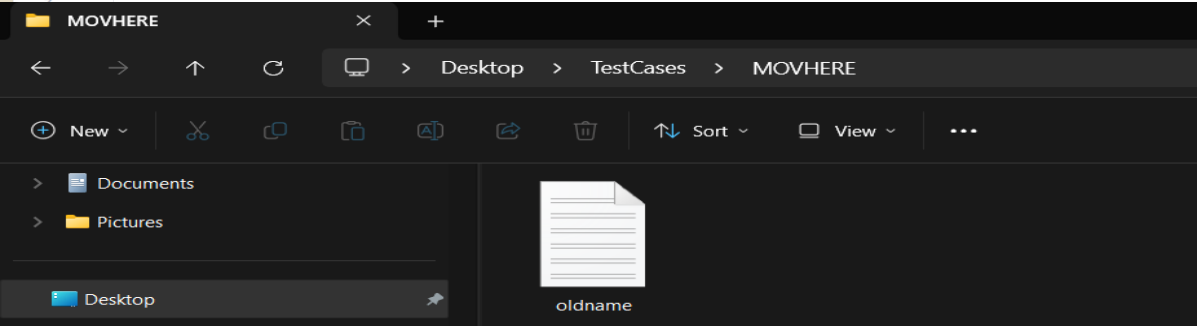 MOVHERE
Desktop > TestCases > MOVHERE
New Sort View
Documents
Pictures
Desktop
oldname